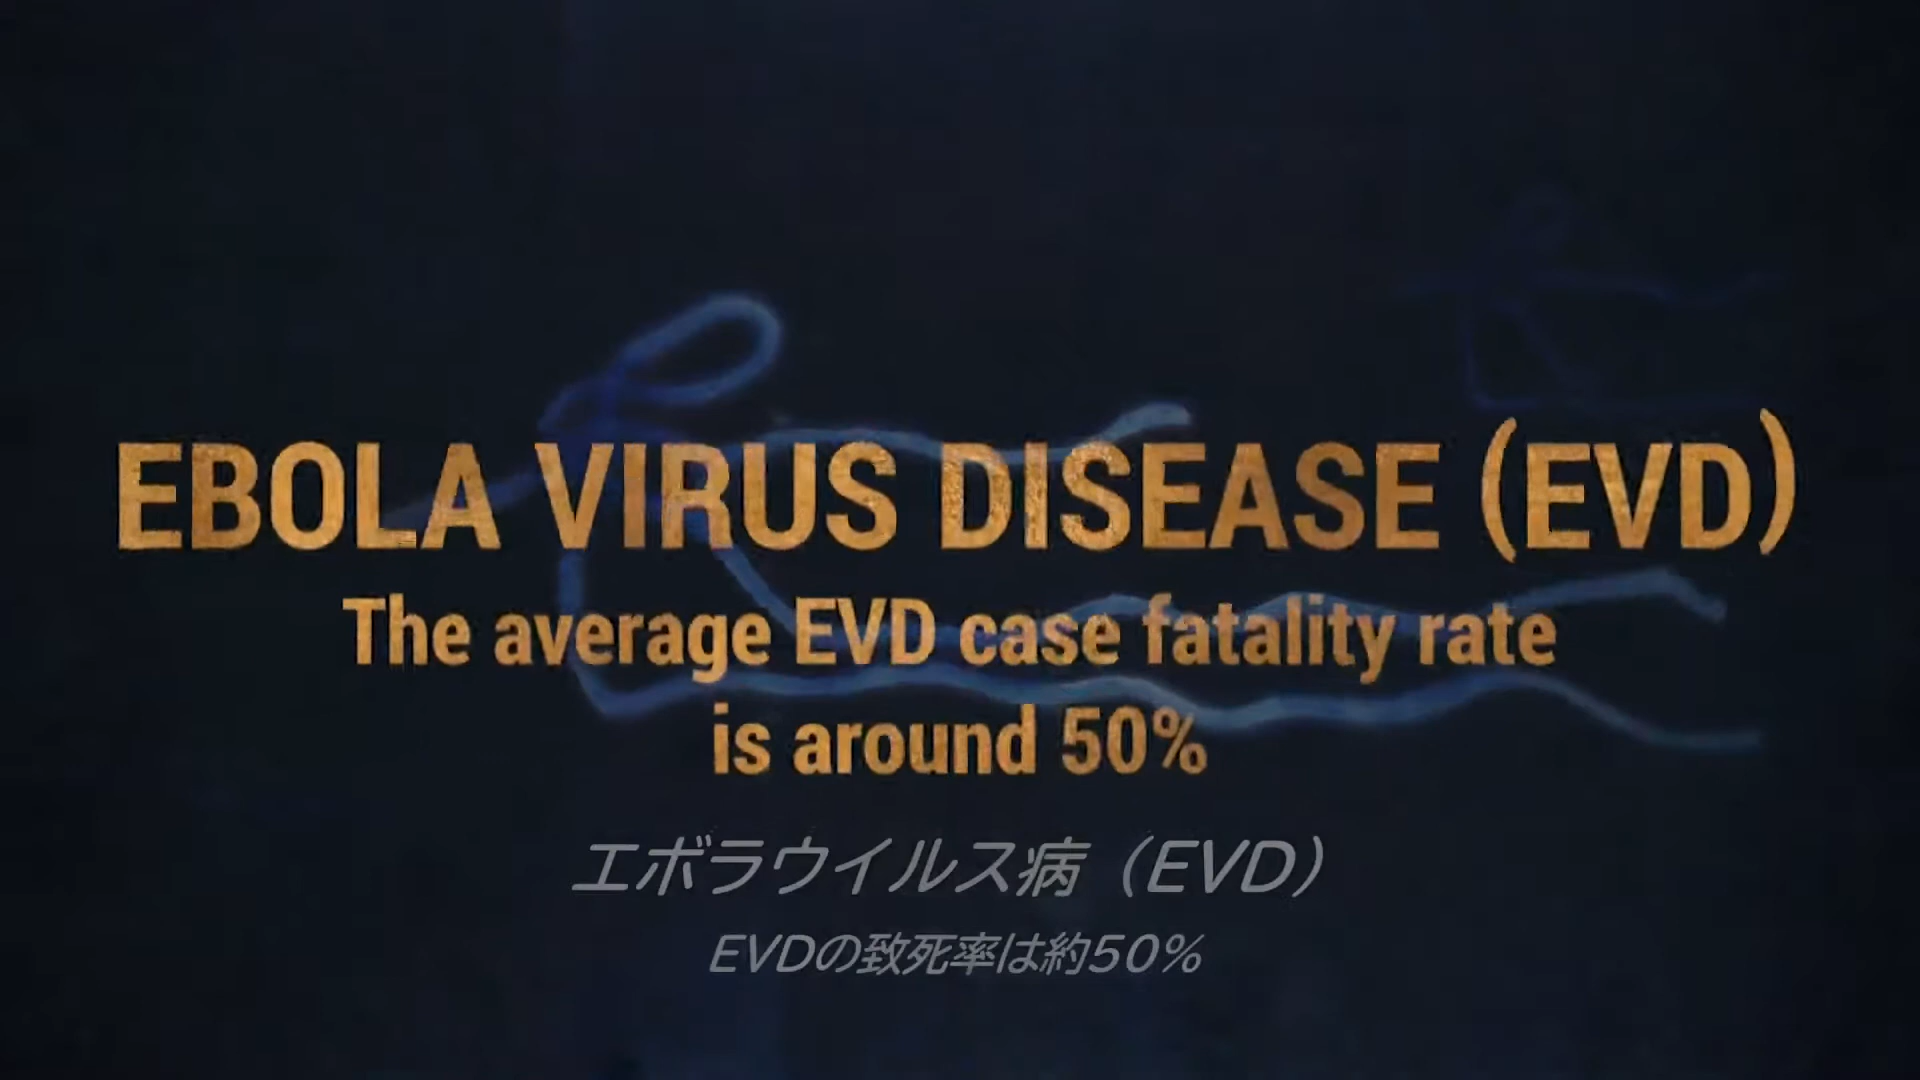 EBOLA VIRUS DISEASE (EVD)
The average EVD case fatality rate
is around 50%
エボラウイルス病（EVD）
EVDの致死率は約50%